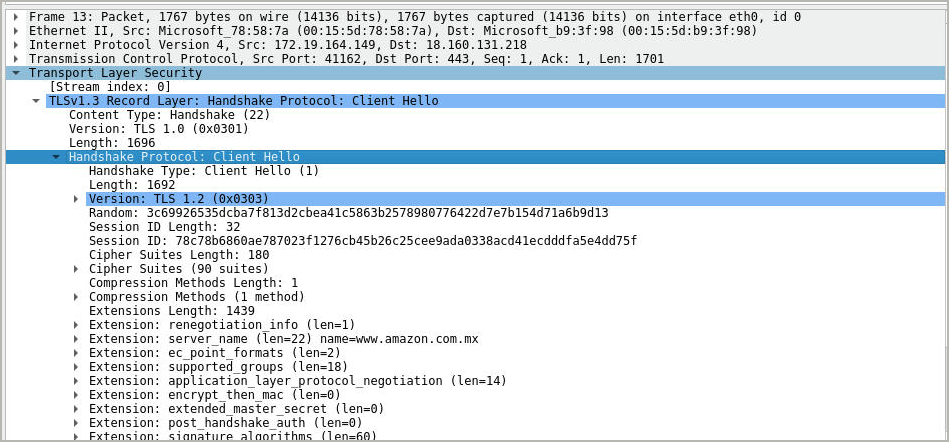 Frame 13: Packet, 1767 bytes on wire (14136 bits), 1767 bytes captured (14136 bits) on interface eth0, id 0
Ethernet II, Src: Microsoft_78:58:7a (00:15:5d:78:58:7a), Dst: Microsoft_b9:3f:98 (00:15:5d:b9:3f:98)
Internet Protocol Version 4, Src: 172.19.164.149, Dst: 18.160.131.218
Transmission Control Protocol, Src Port: 41162, Dst Port: 443, Seq: 1, Ack: 1, Len: 1701
Transport Layer Security
[Stream index: 0]
TLSv1.3 Record Layer: Handshake Protocol: Client Hello
Content Type: Handshake (22)
Version: TLS 1.0 (0x0301)
Length: 1696
Handshake Protocol: Client Hello
Handshake Type: Client Hello (1)
Length: 1692
Version: TLS 1.2 (0x0303)
Random: 3c69926535dcba7f813d2cbea41c5863b2578980776422d7e7b154d71a6b9d13
Session ID Length: 32
Session ID: 78c78b6860ae787023f1276cb45b26c25cee9ada0338acd41ecdddfa5e4dd75f
Cipher Suites Length: 180
Cipher Suites (90 suites)
Compression Methods Length: 1
Compression Methods (1 method)
Extensions Length: 1439
Extension: renegotiation_info (len=1)
Extension: server_name (len=22) name=www.amazon.com.mx
Extension: ec_point_formats (len=2)
Extension: supported_groups (len=18)
Extension: application_layer_protocol_negotiation (len=14)
Extension: encrypt_then_mac (len=0)
Extension: extended_master_secret (len=0)
Extension: post_handshake_auth (len=0)
Extension: signature_algorithms (len=60)